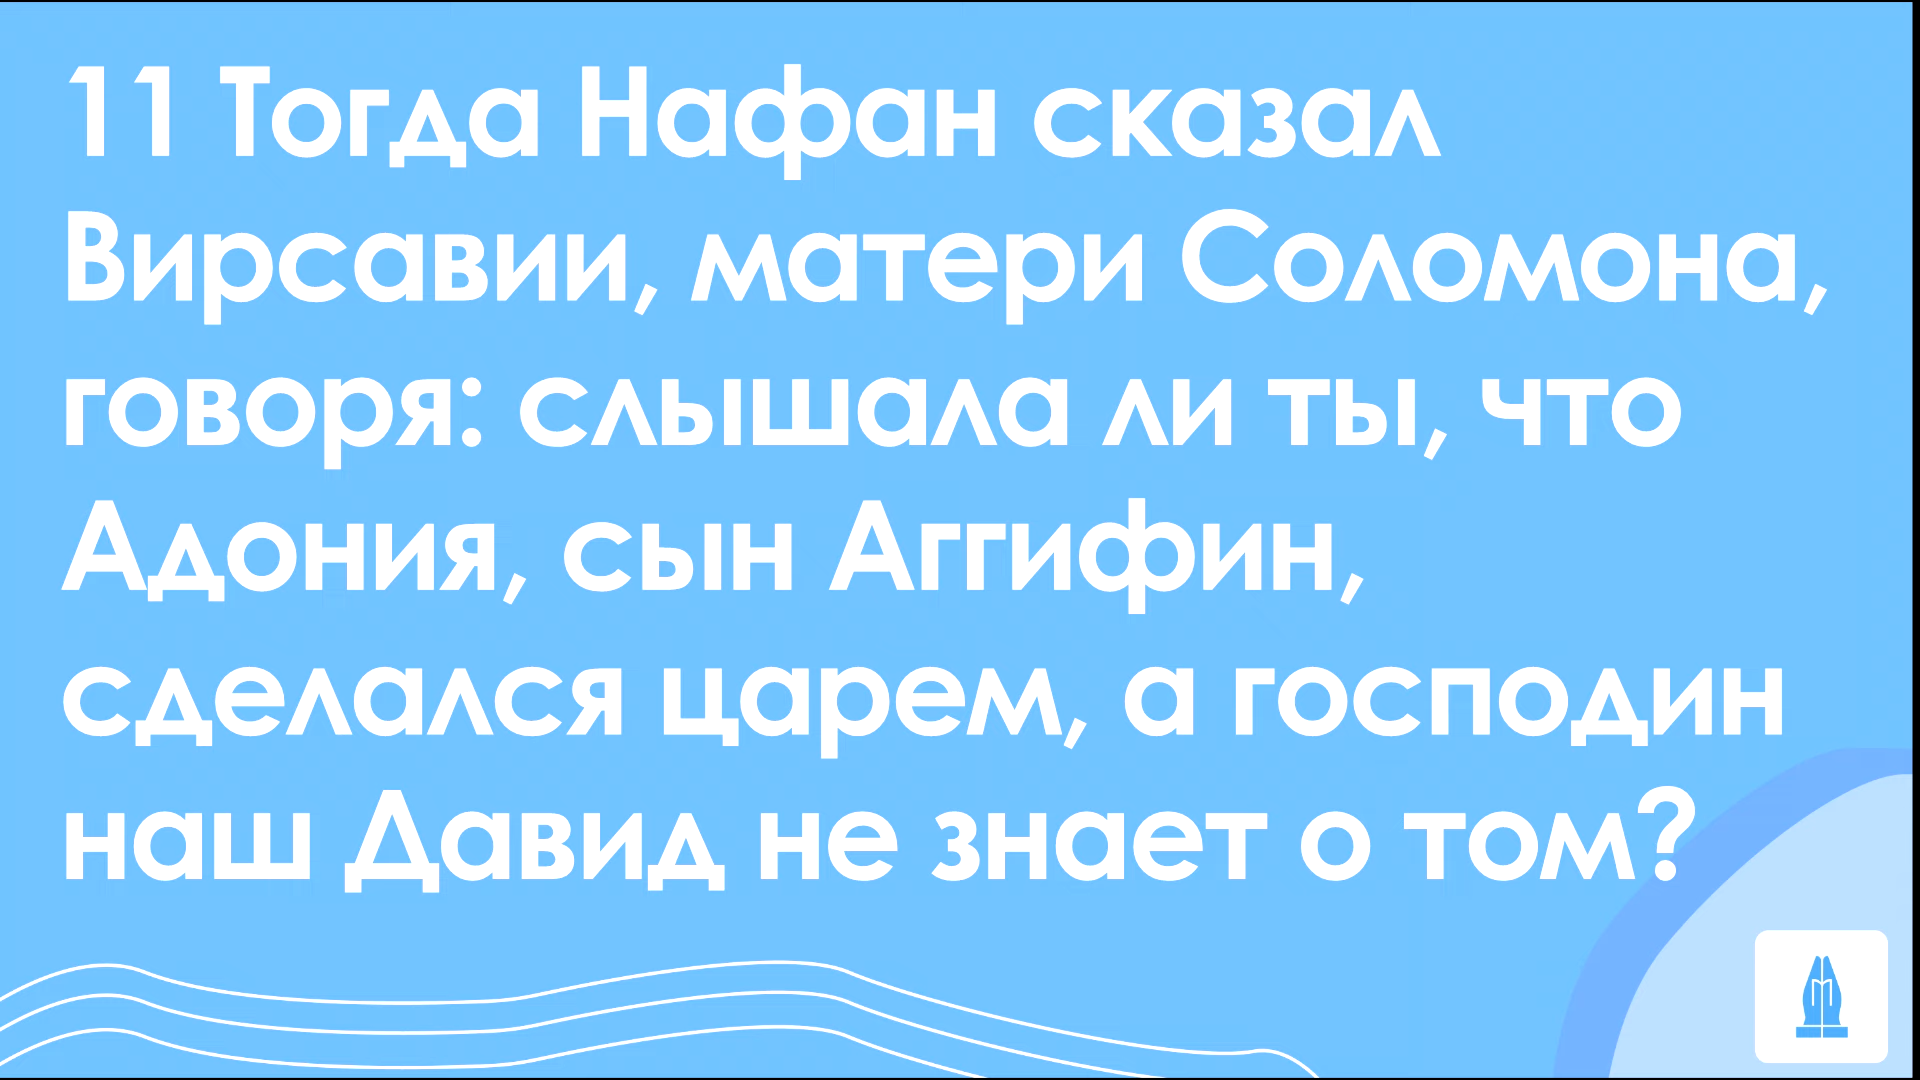 11 Тогда Нафан сказал
Вирсавии, матери Соломона,
говоря: слышала ли ты, что
Адония, сын Аггифин,
сделался царем, а господин
наш Давид не знает о том?